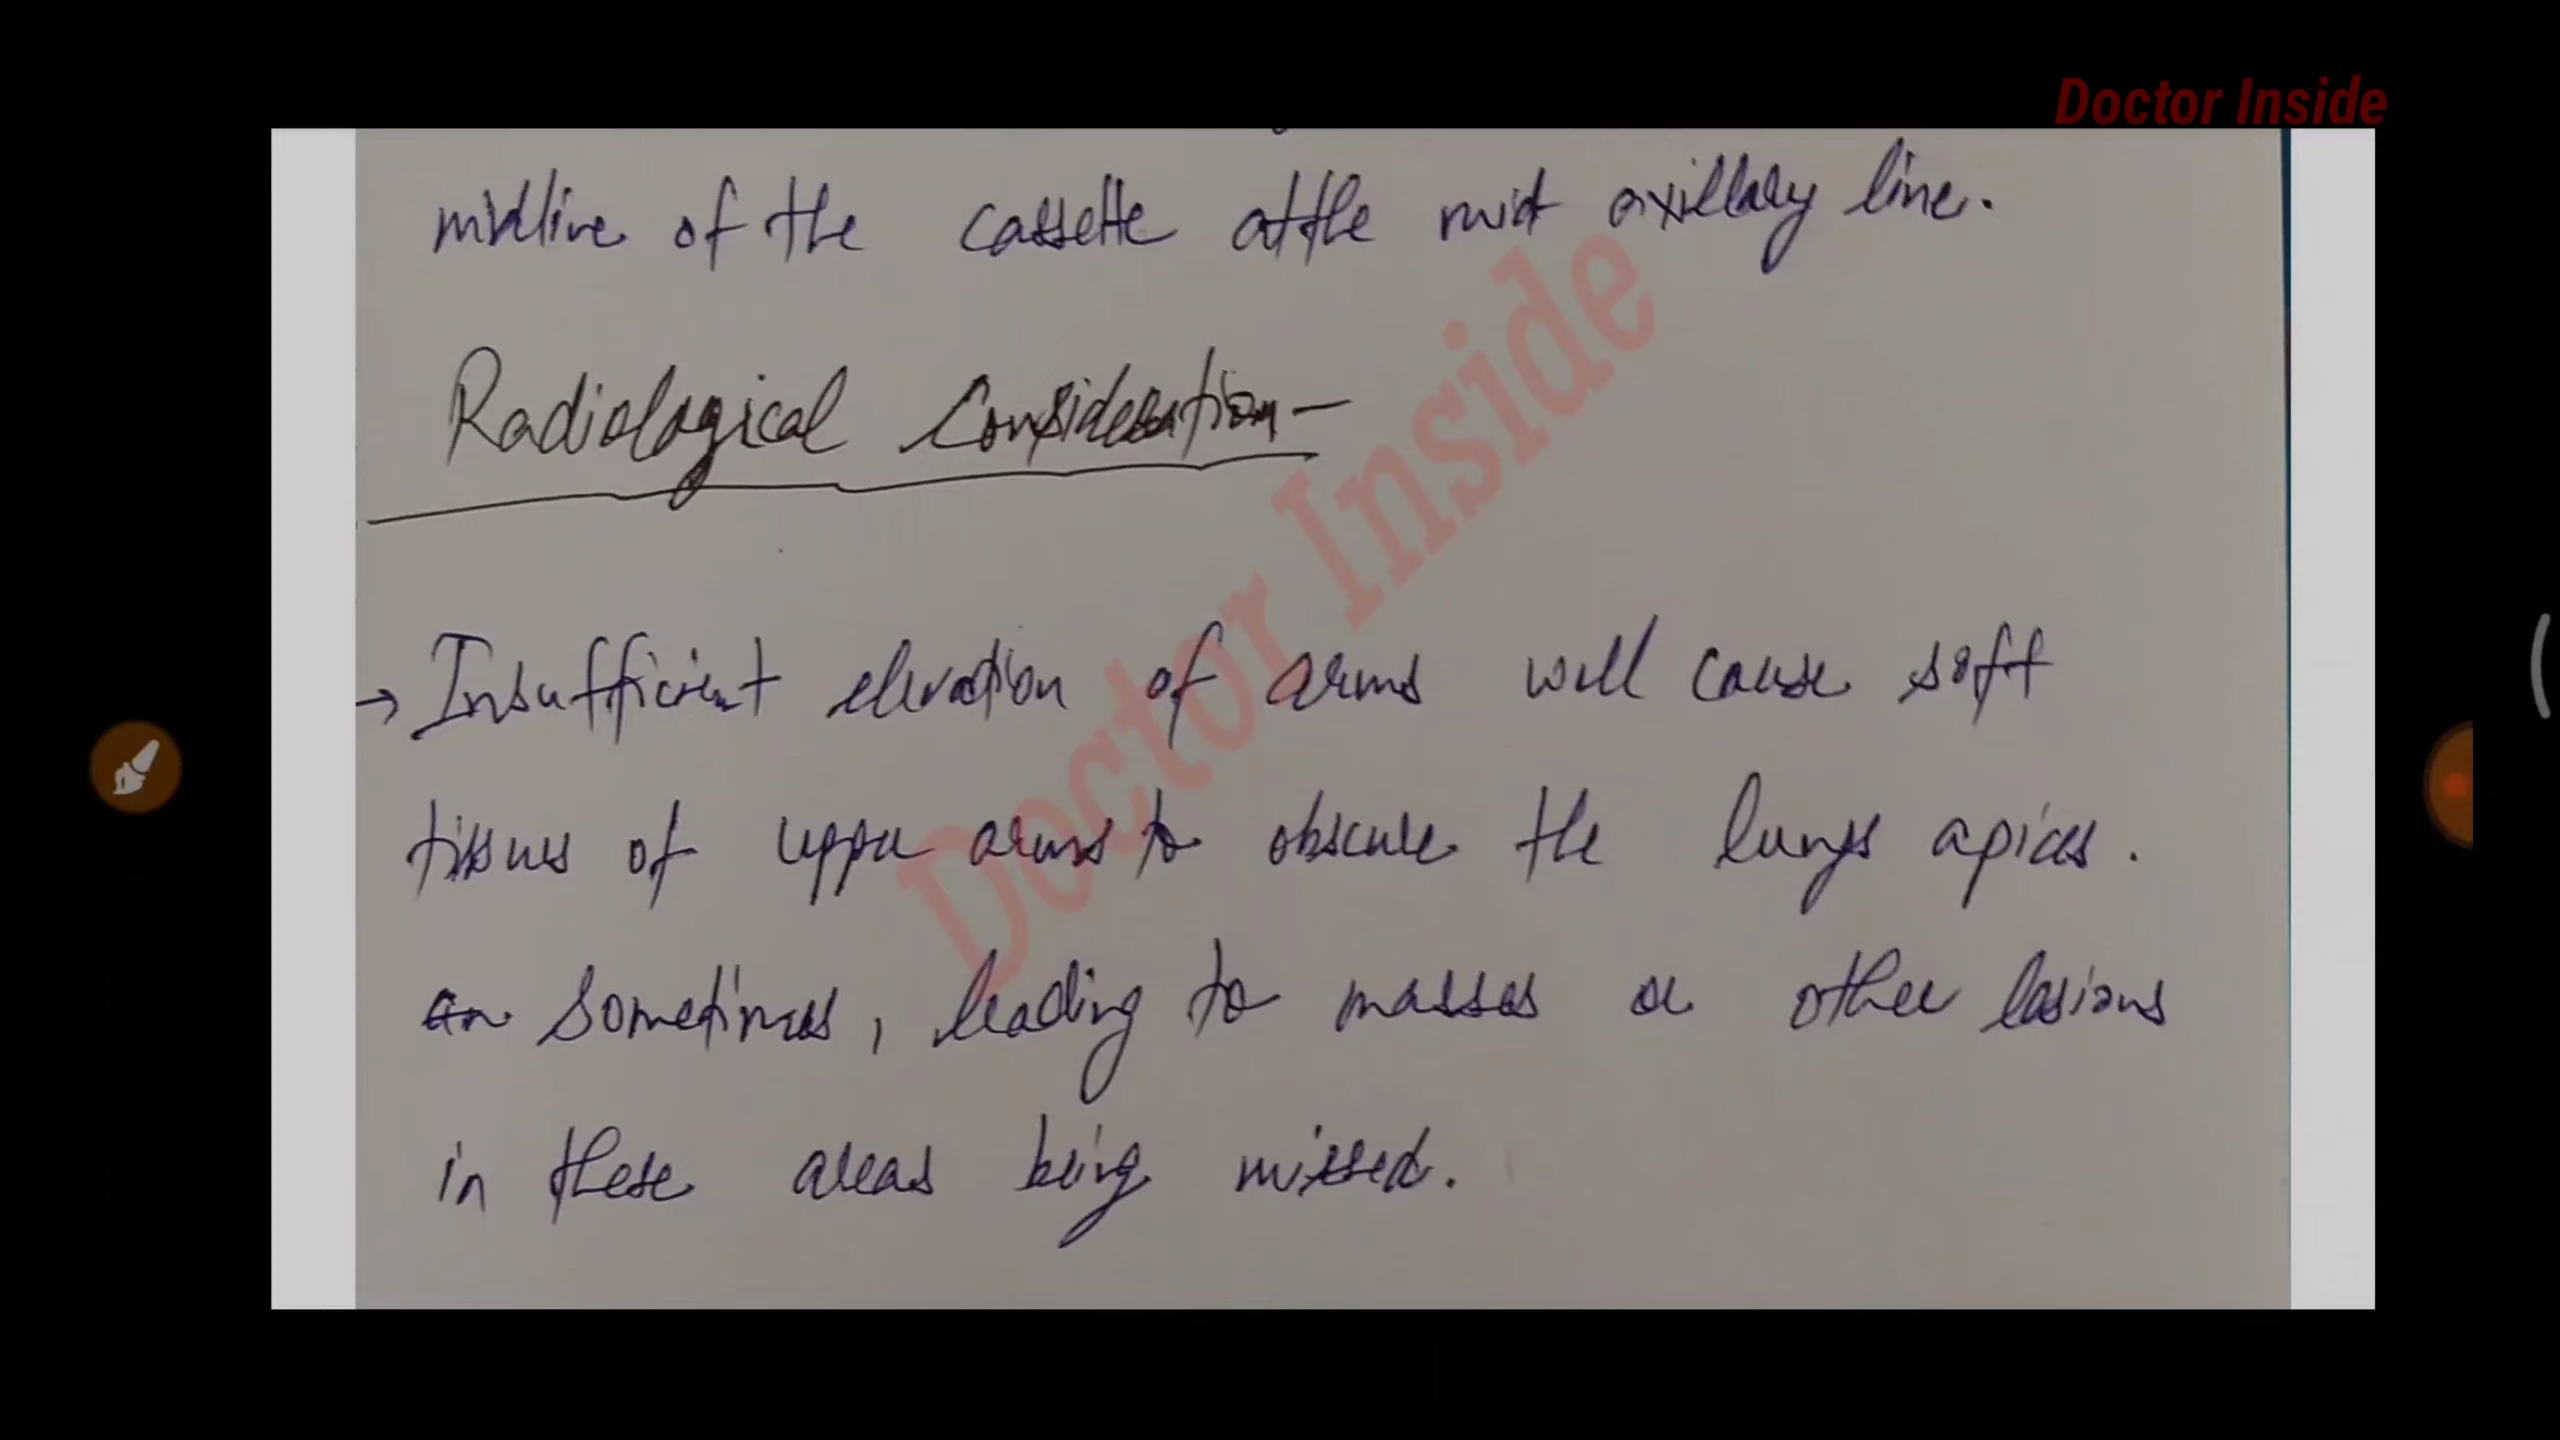 Doctor Inside
midline of the cassette at the mid axillary line.
Radiological Consideration-
→ Insufficient elevation of arms will cause soft
tissues of upper arms to obscure the lungs apices.
an sometimes, leading to masses or other lesions
in these areas being missed.
Doctor Inside